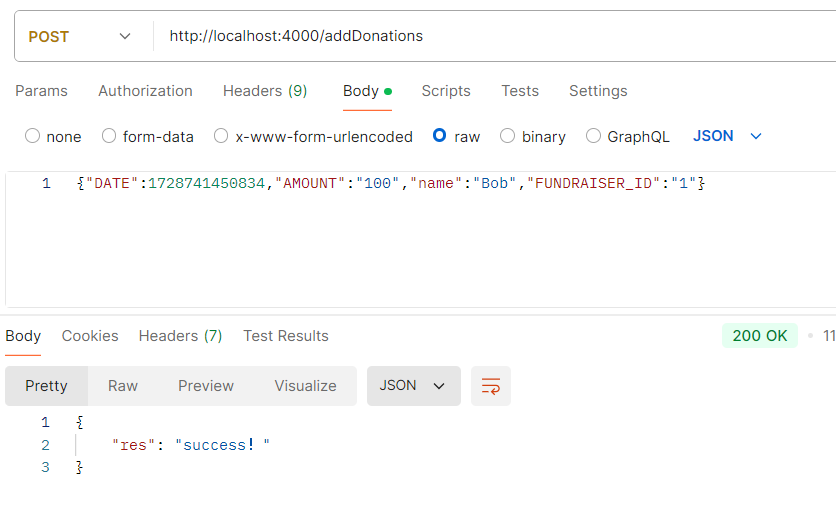 POST http://localhost:4000/addDonations
Params Authorization Headers (9) Body Scripts Tests Settings
none form-data x-www-form-urlencoded raw binary GraphQL JSON
1 {"DATE":1728741450834,"AMOUNT":"100","name":"Bob","FUNDRAISER_ID":"1"}
Body Cookies Headers (7) Test Results 200 OK 11
Pretty Raw Preview Visualize JSON
1 {
2 "res": "success! "
3 }